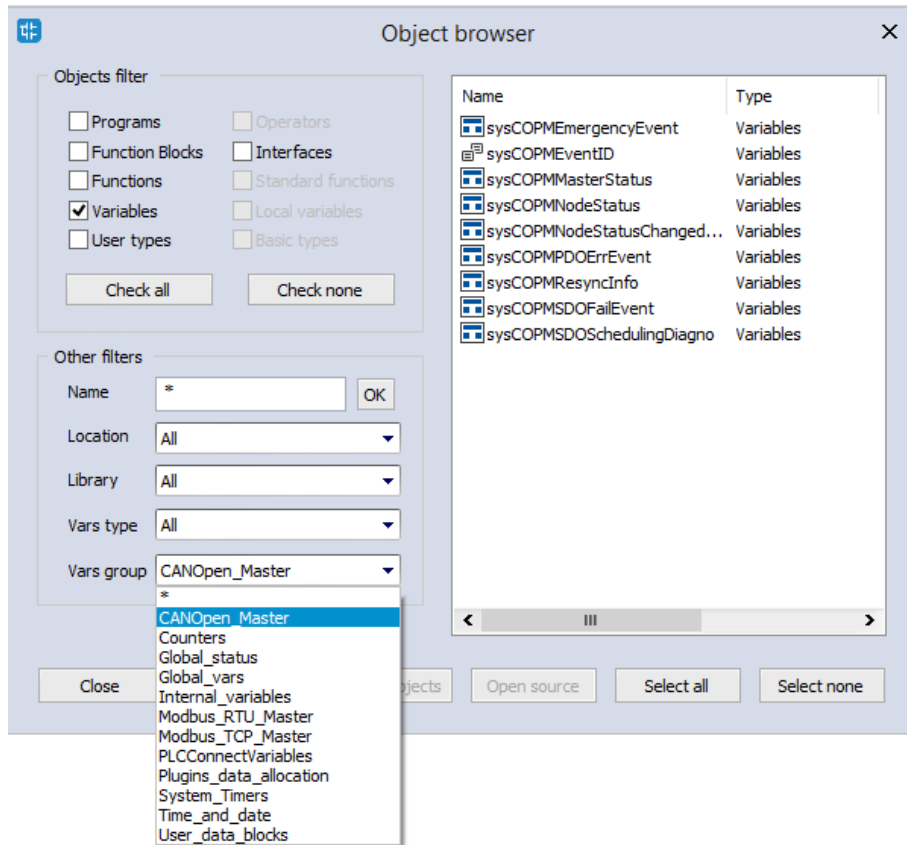 Object browser
Objects filter
Programs
Operators
Function Blocks
Interfaces
Functions
Standard functions
Variables
Local variables
User types
Basic types
Check all
Check none
Other filters
Name
*
OK
Location
All
Library
All
Vars type
All
Vars group
CANOpen_Master
*
CANOpen_Master
Counters
Global_status
Global_vars
Internal_variables
Modbus_RTU_Master
Modbus_TCP_Master
PLCConnectVariables
Plugins_data_allocation
System_Timers
Time_and_date
User_data_blocks
Name Type
sysCOPMEmergencyEvent Variables
sysCOPMEventID Variables
sysCOPMMasterStatus Variables
sysCOPMNodeStatus Variables
sysCOPMNodeStatusChanged... Variables
sysCOPMPDOErrEvent Variables
sysCOPMResyncInfo Variables
sysCOPMSDOFailEvent Variables
sysCOPMSDOSchedulingDiagno Variables
Close
Open source
Select all
Select none